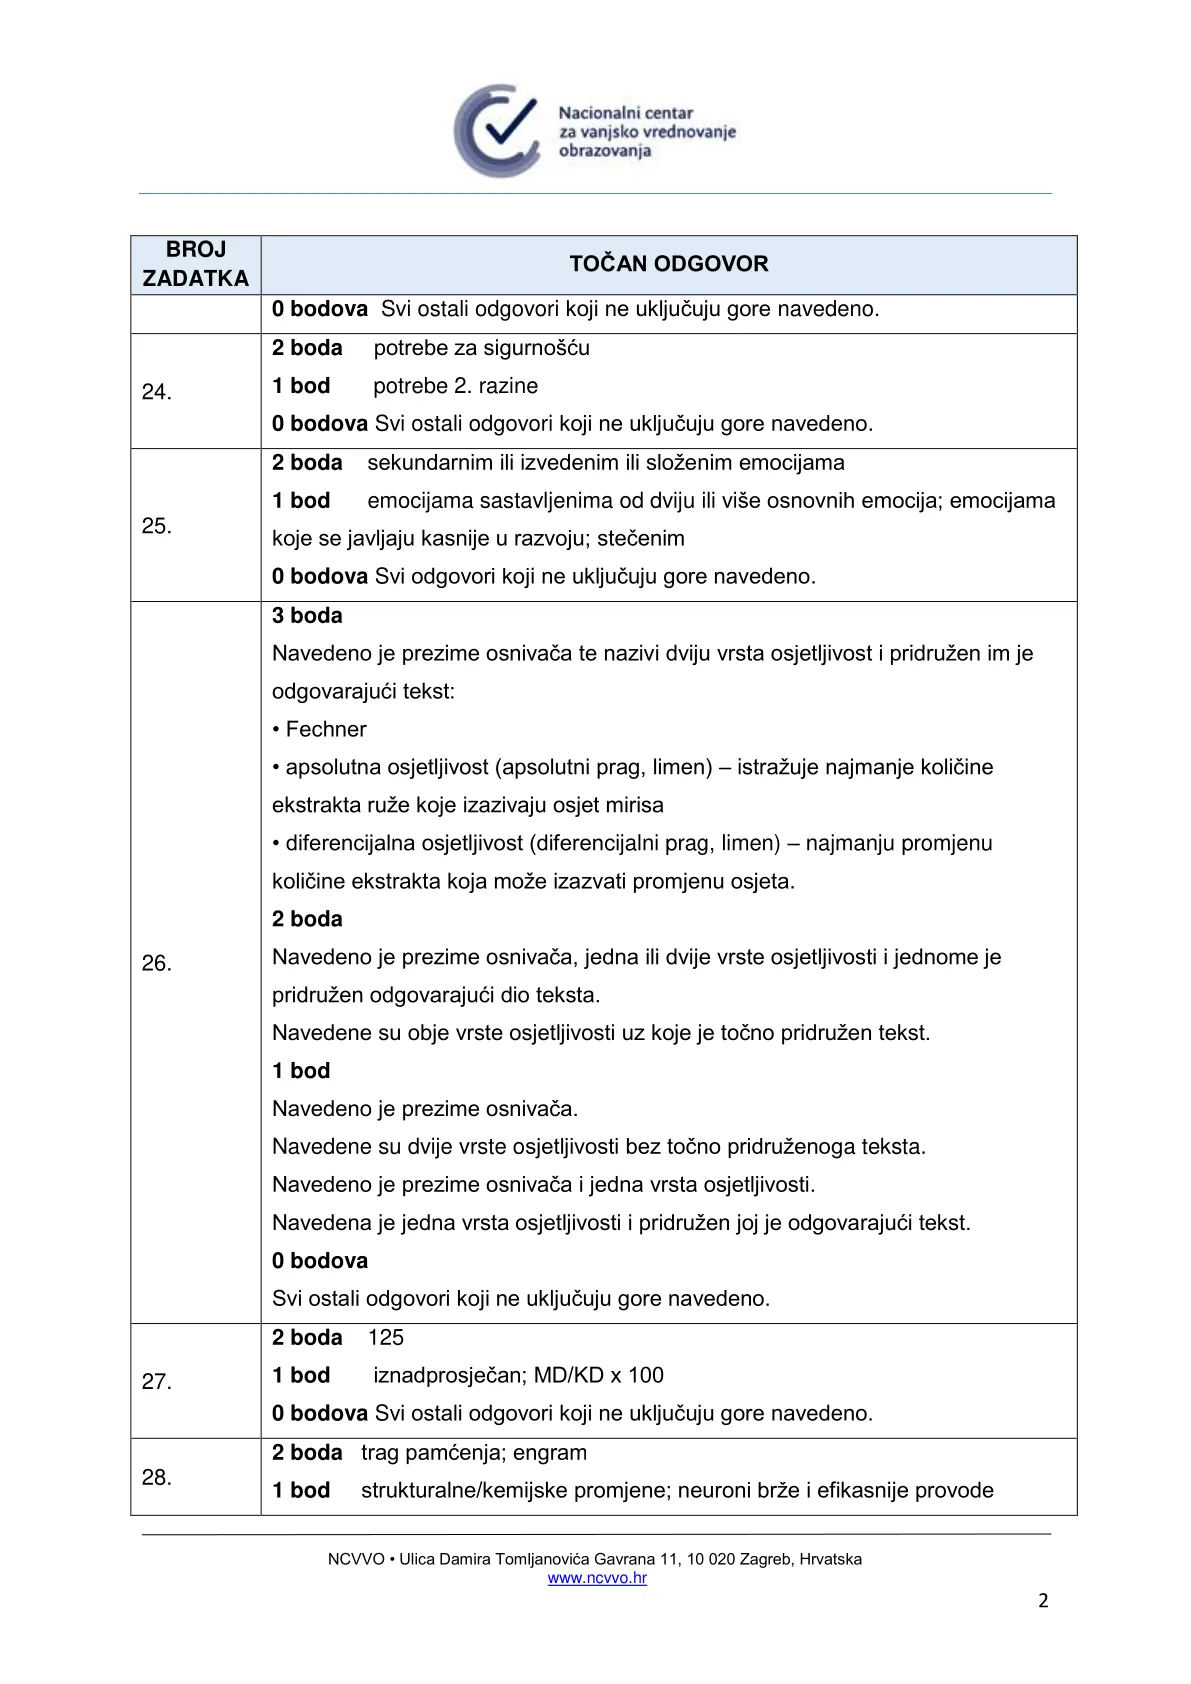 Nacionalni centar
za vanjsko vrednovanje
obrazovanja
BROJ
ZADATKA
TOČAN ODGOVOR
0 bodova Svi ostali odgovori koji ne uključuju gore navedeno.
24.
2 boda potrebe za sigurnošću
1 bod potrebe 2. razine
0 bodova Svi ostali odgovori koji ne uključuju gore navedeno.
25.
2 boda sekundarnim ili izvedenim ili složenim emocijama
1 bod emocijama sastavljenima od dviju ili više osnovnih emocija; emocijama
koje se javljaju kasnije u razvoju; stečenim
0 bodova Svi odgovori koji ne uključuju gore navedeno.
26.
3 boda
Navedeno je prezime osnivača te nazivi dviju vrsta osjetljivost i pridružen im je
odgovarajući tekst:
• Fechner
• apsolutna osjetljivost (apsolutni prag, limen) – istražuje najmanje količine
ekstrakta ruže koje izazivaju osjet mirisa
• diferencijalna osjetljivost (diferencijalni prag, limen) – najmanju promjenu
količine ekstrakta koja može izazvati promjenu osjeta.
2 boda
Navedeno je prezime osnivača, jedna ili dvije vrste osjetljivosti i jednome je
pridružen odgovarajući dio teksta.
Navedene su obje vrste osjetljivosti uz koje je točno pridružen tekst.
1 bod
Navedeno je prezime osnivača.
Navedene su dvije vrste osjetljivosti bez točno pridruženoga teksta.
Navedeno je prezime osnivača i jedna vrsta osjetljivosti.
Navedena je jedna vrsta osjetljivosti i pridružen joj je odgovarajući tekst.
0 bodova
Svi ostali odgovori koji ne uključuju gore navedeno.
27.
2 boda 125
1 bod iznadprosječan; MD/KD x 100
0 bodova Svi ostali odgovori koji ne uključuju gore navedeno.
28.
2 boda trag pamćenja; engram
1 bod strukturalne/kemijske promjene; neuroni brže i efikasnije provode
NCVVO • Ulica Damira Tomljanovića Gavrana 11, 10 020 Zagreb, Hrvatska
www.ncvvo.hr
2